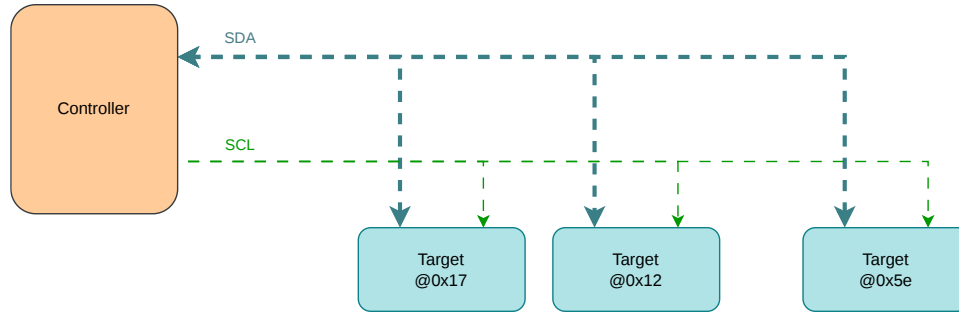 SDA
Controller
SCL
Target
@0x17
Target
@0x12
Target
@0x5e